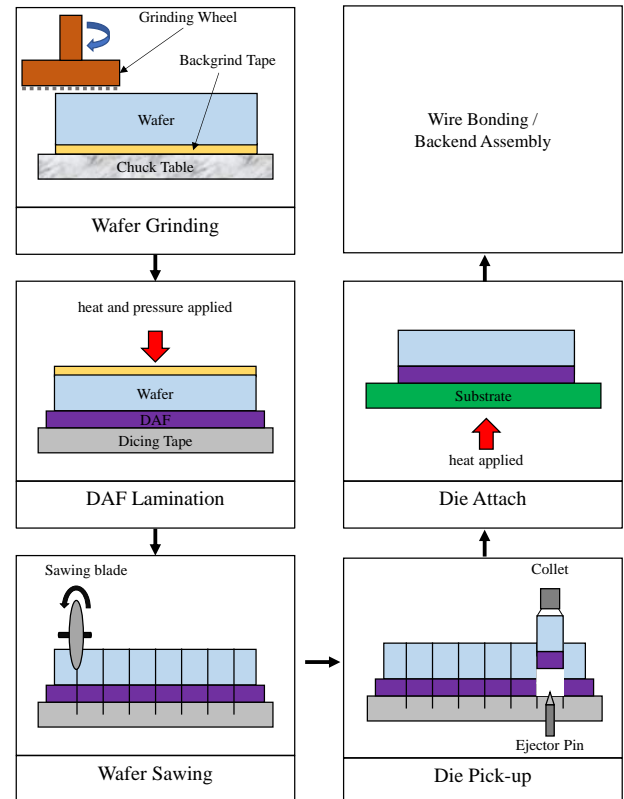 Grinding Wheel
Backgrind Tape
Wafer
Chuck Table
Wafer Grinding
heat and pressure applied
Wafer
DAF
Dicing Tape
DAF Lamination
Sawing blade
Wafer Sawing
Collet
Ejector Pin
Die Pick-up
Substrate
heat applied
Die Attach
Wire Bonding /
Backend Assembly